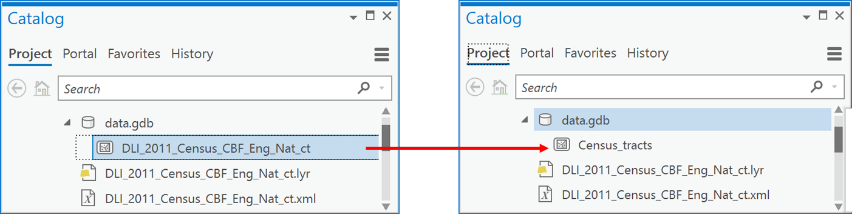 Catalog
Project Portal Favorites History
Search
data.gdb
DLI_2011_Census_CBF_Eng_Nat_ct
DLI_2011_Census_CBF_Eng_Nat_ct.lyr
DLI_2011_Census_CBF_Eng_Nat_ct.xml
Catalog
Project Portal Favorites History
Search
data.gdb
Census_tracts
DLI_2011_Census_CBF_Eng_Nat_ct.lyr
DLI_2011_Census_CBF_Eng_Nat_ct.xml